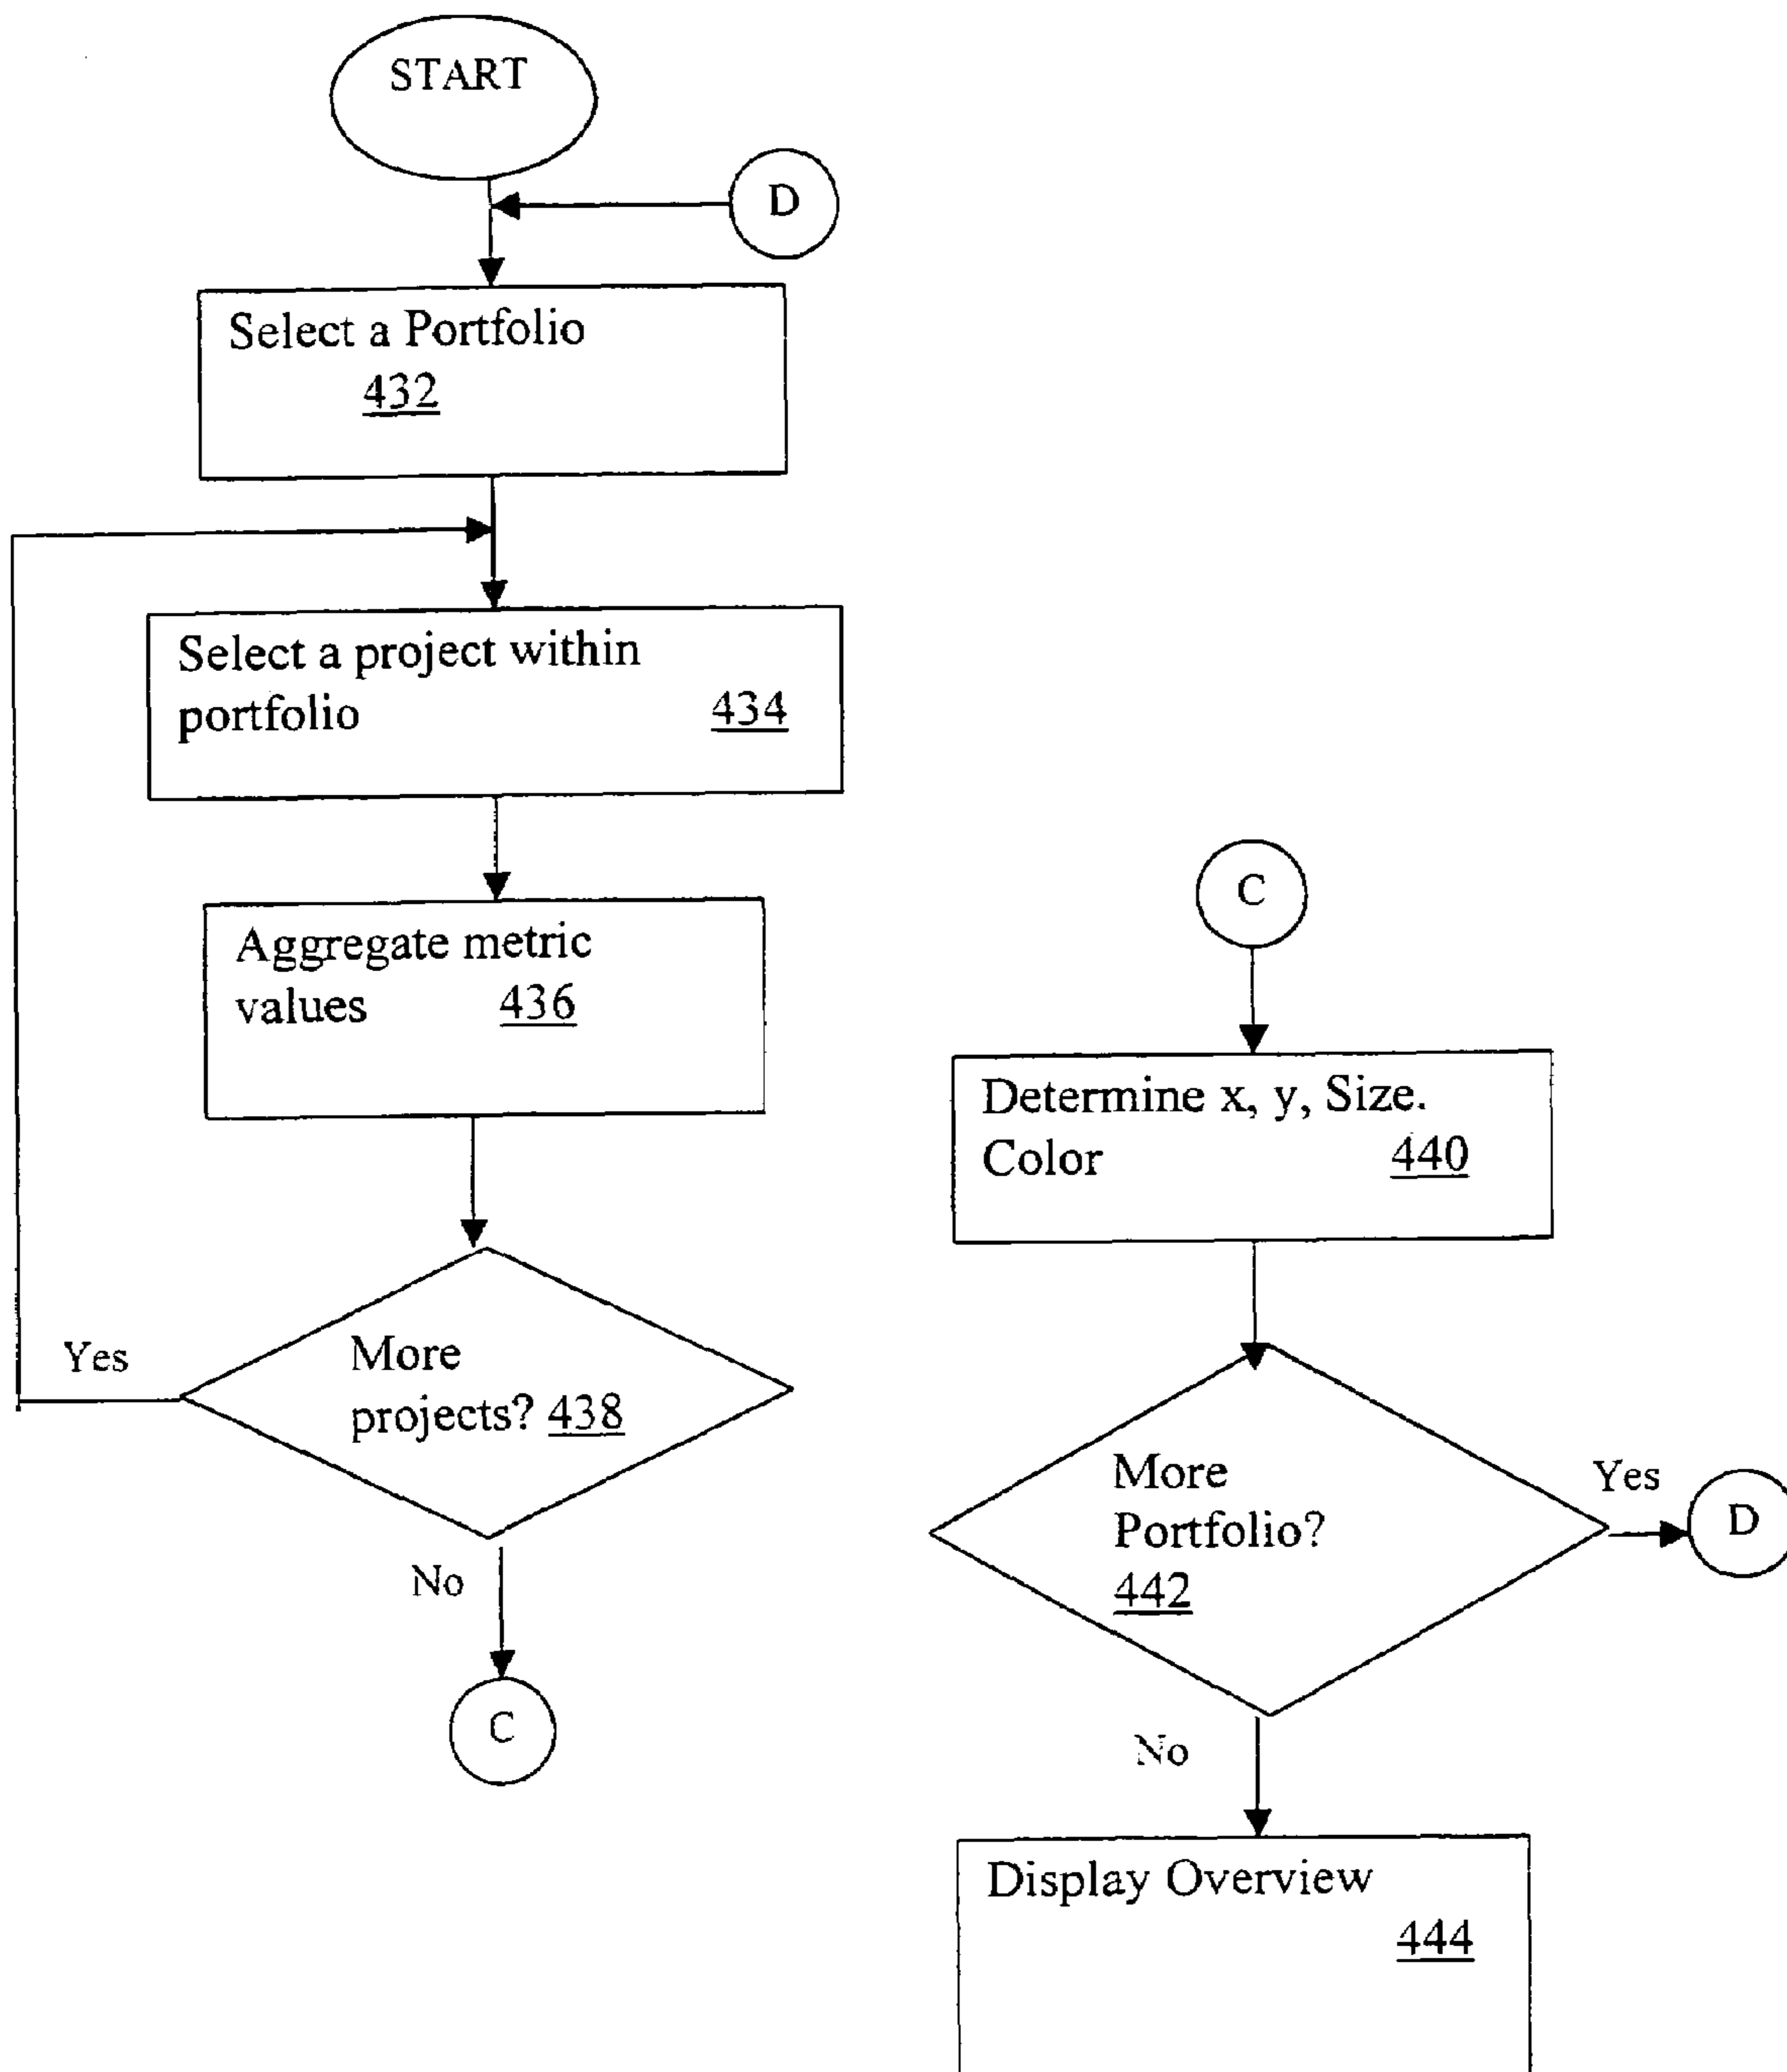 START
D
Select a Portfolio
432
Select a project within
portfolio 434
Aggregate metric
values 436
More
projects? 438
Yes
No
C
C
Determine x, y, Size.
Color 440
More
Portfolio?
442
Yes
D
No
Display Overview
444